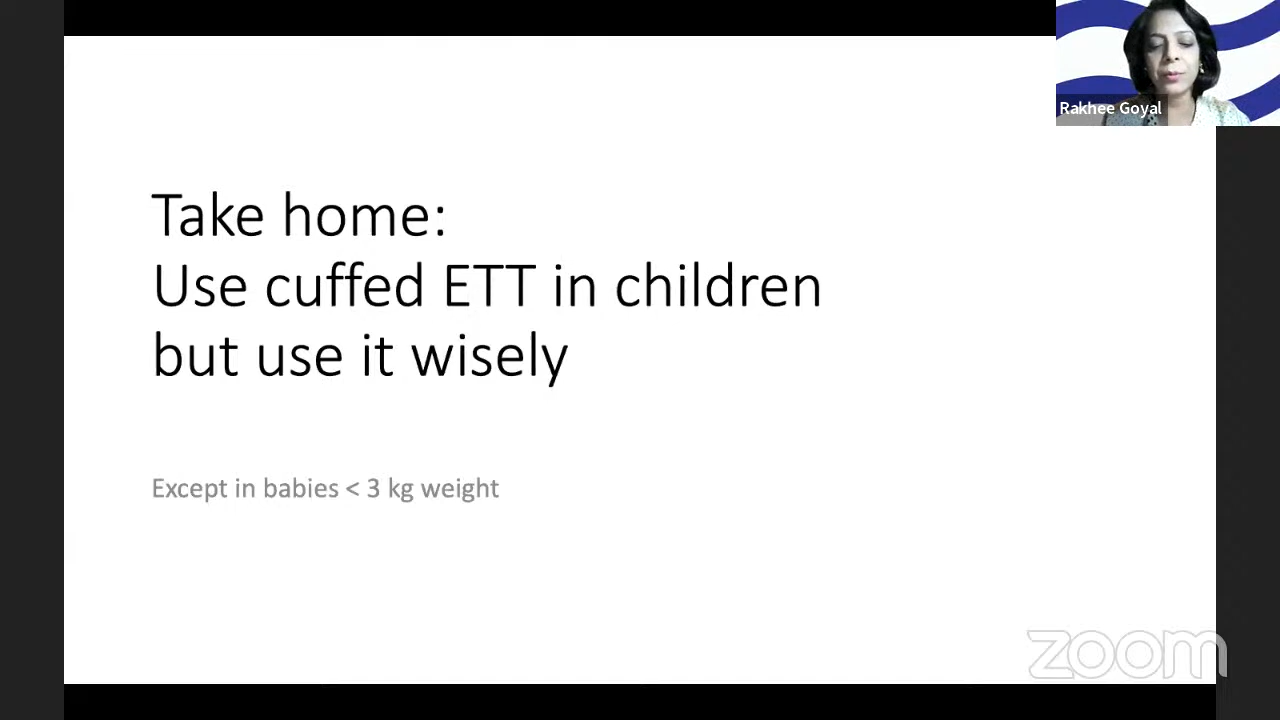 Rakhee Goyal
Take home:
Use cuffed ETT in children
but use it wisely
Except in babies < 3 kg weight
zoom